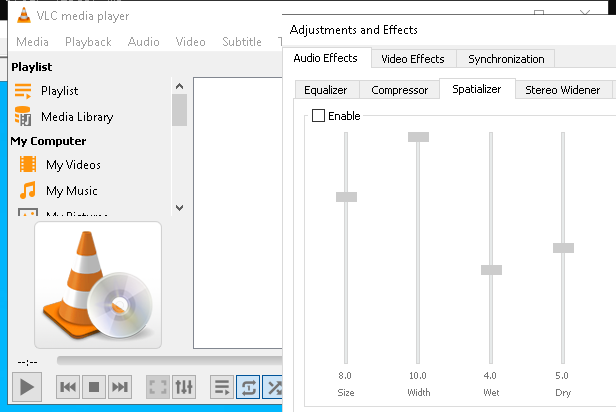 VLC media player
Media Playback Audio Video Subtitle
Playlist
Playlist
Media Library
My Computer
My Videos
My Music
My Pictures
--:--
Adjustments and Effects
Audio Effects Video Effects Synchronization
Equalizer Compressor Spatializer Stereo Widener
Enable
8.0 10.0 4.0 5.0
Size Width Wet Dry